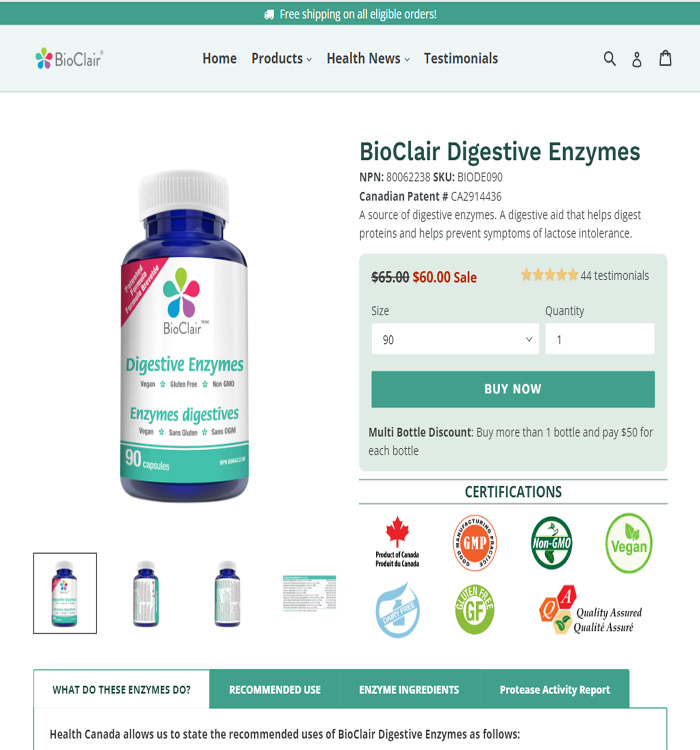 Free shipping on all eligible orders!
BioClair®
Home Products Health News Testimonials
BioClair Digestive Enzymes
NPN: 80062238 SKU: BIODE090
Canadian Patent # CA2914436
A source of digestive enzymes. A digestive aid that helps digest
proteins and helps prevent symptoms of lactose intolerance.
$65.00 $60.00 Sale
44 testimonials
Size Quantity
90 1
BUY NOW
Multi Bottle Discount: Buy more than 1 bottle and pay $50 for
each bottle
Patented
Formula
Formule Brevetée
BioClair
Digestive Enzymes
Vegan ☆ Gluten Free ☆ Non GMO
Enzymes digestives
Vegan ☆ Sans Gluten ☆ Sans OGM
90 capsules
CERTIFICATIONS
Product of Canada
Produit du Canada
GOOD MANUFACTURING PRACTICE
GMP
Non-GMO
Vegan
DAIRY FREE
GLUTEN FREE
GF
Q A
Quality Assured
Qualité Assuré
WHAT DO THESE ENZYMES DO? RECOMMENDED USE ENZYME INGREDIENTS Protease Activity Report
Health Canada allows us to state the recommended uses of BioClair Digestive Enzymes as follows: